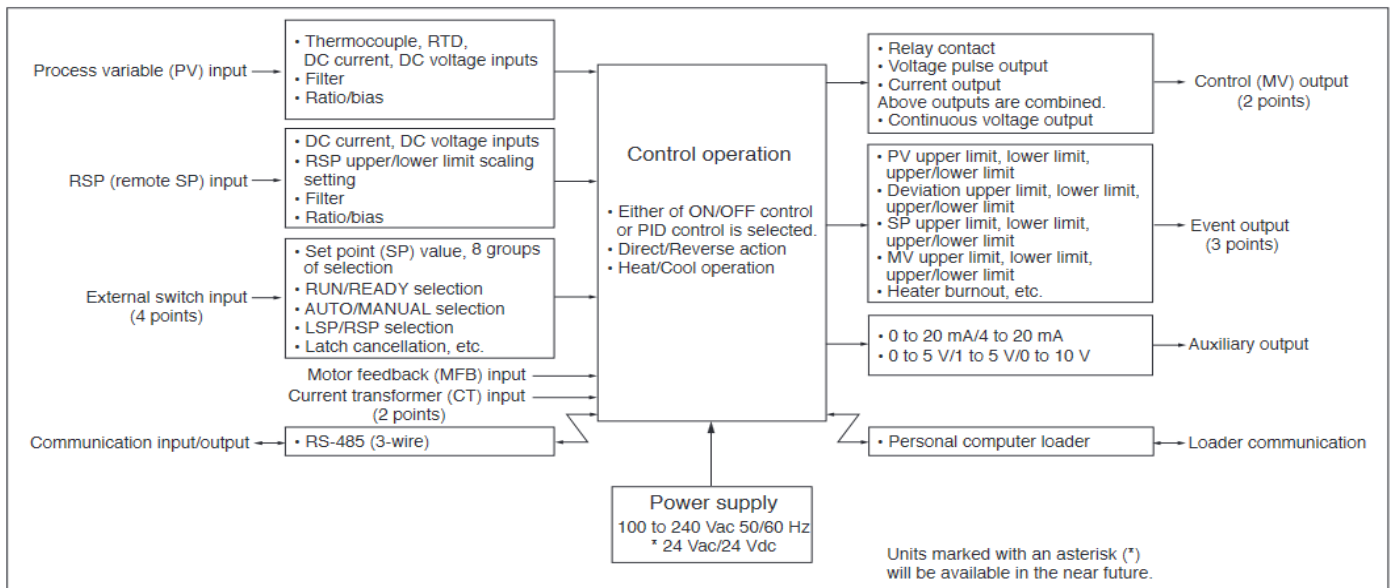 Process variable (PV) input
• Thermocouple, RTD,
DC current, DC voltage inputs
• Filter
• Ratio/bias
RSP (remote SP) input
• DC current, DC voltage inputs
• RSP upper/lower limit scaling
setting
• Filter
• Ratio/bias
External switch input
(4 points)
• Set point (SP) value, 8 groups
of selection
• RUN/READY selection
• AUTO/MANUAL selection
• LSP/RSP selection
• Latch cancellation, etc.
Motor feedback (MFB) input
Current transformer (CT) input
(2 points)
Communication input/output
• RS-485 (3-wire)
Control operation
• Either of ON/OFF control
or PID control is selected.
• Direct/Reverse action
• Heat/Cool operation
Power supply
100 to 240 Vac 50/60 Hz
* 24 Vac/24 Vdc
• Relay contact
• Voltage pulse output
• Current output
Above outputs are combined.
• Continuous voltage output
Control (MV) output
(2 points)
• PV upper limit, lower limit,
upper/lower limit
• Deviation upper limit, lower limit,
upper/lower limit
• SP upper limit, lower limit,
upper/lower limit
• MV upper limit, lower limit,
upper/lower limit
• Heater burnout, etc.
Event output
(3 points)
• 0 to 20 mA/4 to 20 mA
• 0 to 5 V/1 to 5 V/0 to 10 V
Auxiliary output
• Personal computer loader
Loader communication
Units marked with an asterisk (*)
will be available in the near future.